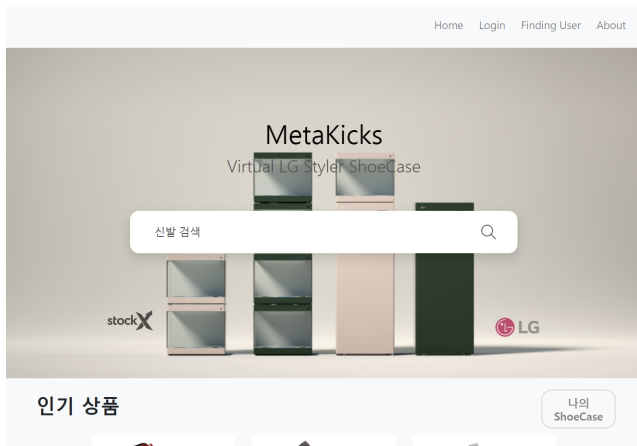 Home Login Finding User About
MetaKicks
Virtual LG Styler ShoeCase
신발 검색
stockX
LG
인기 상품
나의
ShoeCase